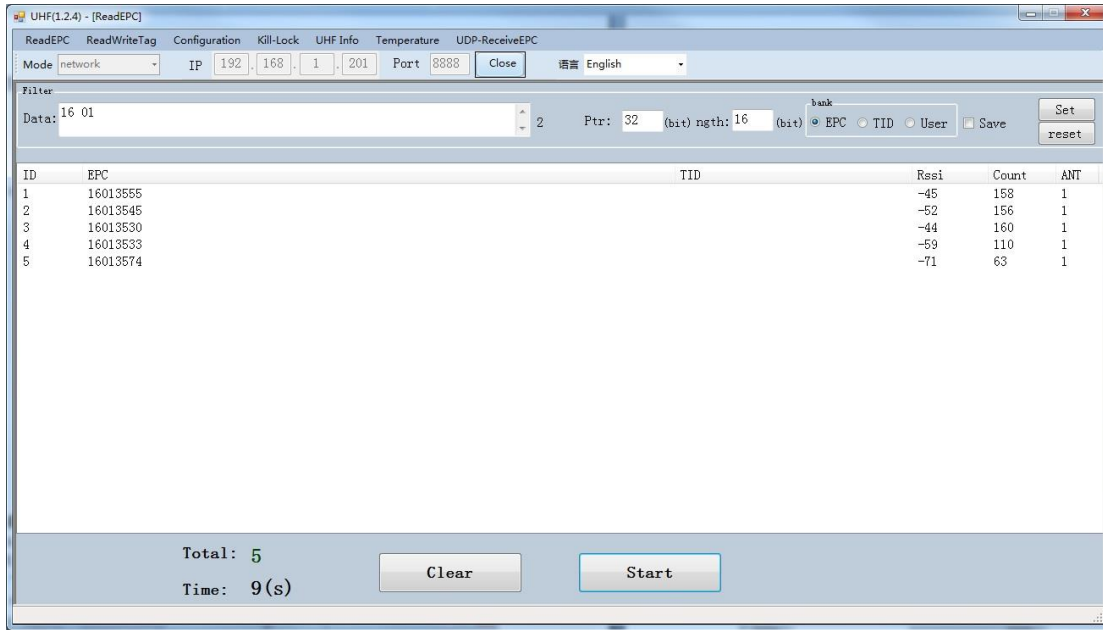 UHF(1.2.4) - [ReadEPC]
ReadEPC ReadWriteTag Configuration Kill-Lock UHF Info Temperature UDP-ReceiveEPC
Mode network IP 192 . 168 . 1 . 201 Port 8888 Close 语言 English
Filter
Data: 16 01 2 Ptr: 32 (bit) ngth: 16 (bit) bank EPC TID User Save Set
reset
ID EPC TID Rssi Count ANT
1 16013555 -45 158 1
2 16013545 -52 156 1
3 16013530 -44 160 1
4 16013533 -59 110 1
5 16013574 -71 63 1
Total: 5
Time: 9(s)
Clear Start